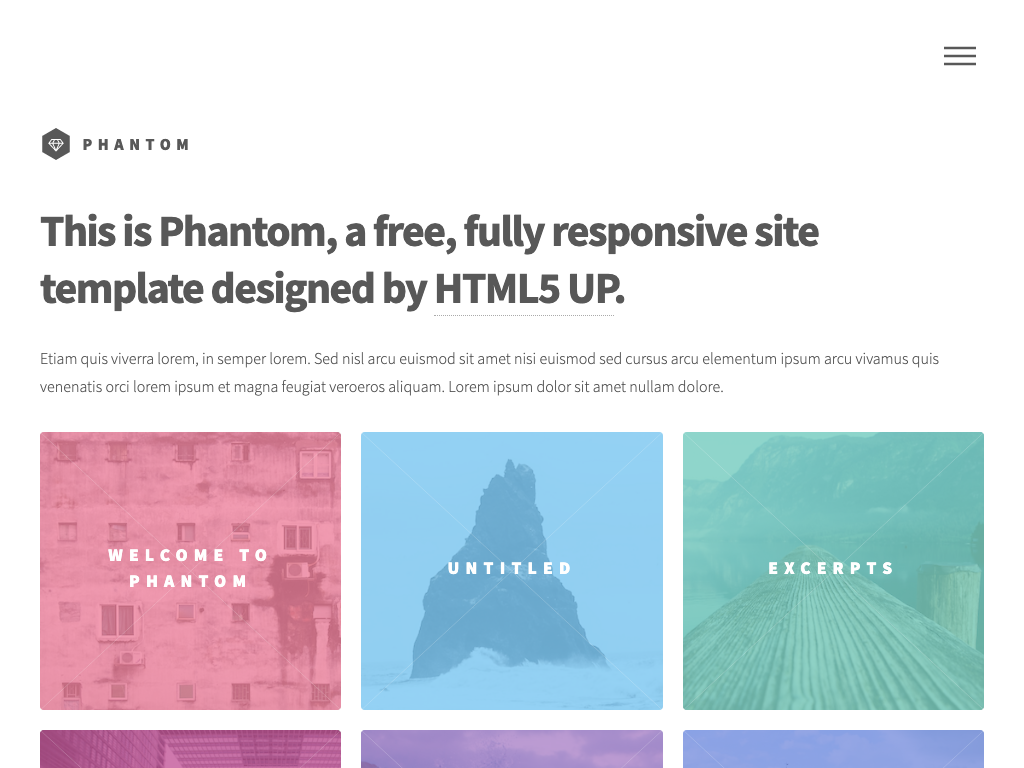 PHANTOM
This is Phantom, a free, fully responsive site
template designed by HTML5 UP.
Etiam quis viverra lorem, in semper lorem. Sed nisl arcu euismod sit amet nisi euismod sed cursus arcu elementum ipsum arcu vivamus quis
venenatis orci lorem ipsum et magna feugiat veroeros aliquam. Lorem ipsum dolor sit amet nullam dolore.
WELCOME TO
PHANTOM
UNTITLED
EXCERPTS